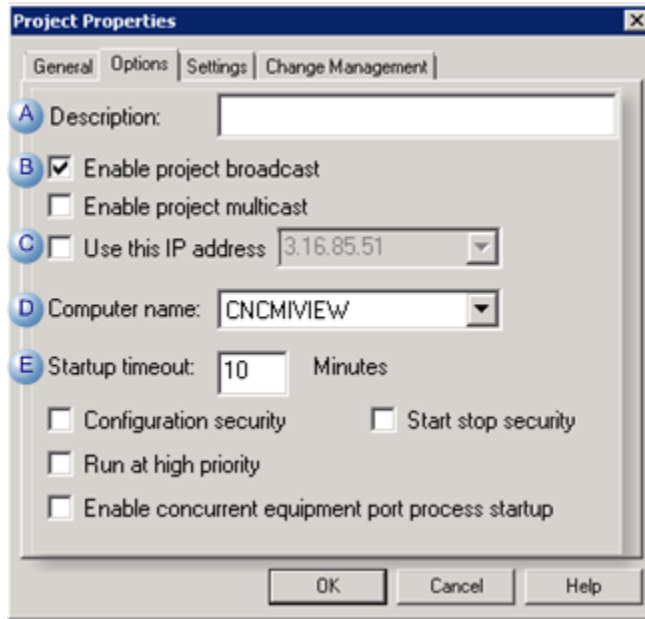 Project Properties
General Options Settings Change Management
A Description:
B Enable project broadcast
Enable project multicast
C Use this IP address 3.16.85.51
D Computer name: CNCMIVIEW
E Startup timeout: 10 Minutes
Configuration security Start stop security
Run at high priority
Enable concurrent equipment port process startup
OK Cancel Help